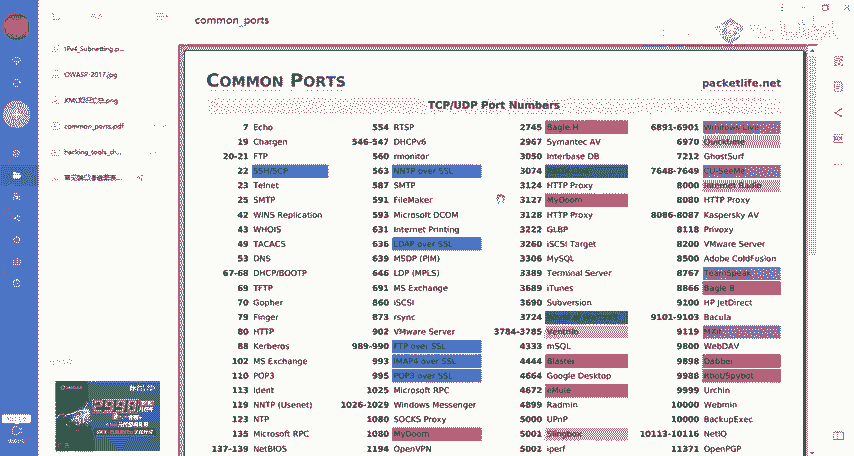 common_ports
IPv4_Subnetting.p...
OWASP-2017.jpg
common_ports.pdf
hacking_tools_ch...
COMMON PORTS
packetlife.net
TCP/UDP Port Numbers
7 Echo
19 Chargen
20-21 FTP
22 SSH/SCP
23 Telnet
25 SMTP
42 WINS Replication
43 WHOIS
49 TACACS
53 DNS
67-68 DHCP/BOOTP
69 TFTP
70 Gopher
79 Finger
80 HTTP
88 Kerberos
102 MS Exchange
110 POP3
113 Ident
119 NNTP (Usenet)
123 NTP
135 Microsoft RPC
137-139 NetBIOS
554 RTSP
546-547 DHCPv6
560 rmonitor
563 NNTP over SSL
587 SMTP
591 FileMaker
593 Microsoft DCOM
631 Internet Printing
636 LDAP over SSL
639 MSDP (PIM)
646 LDP (MPLS)
691 MS Exchange
860 iSCSI
873 rsync
902 VMware Server
989-990 FTP over SSL
993 IMAP4 over SSL
995 POP3 over SSL
1025 Microsoft RPC
1026-1029 Windows Messenger
1080 SOCKS Proxy
1080 MyDoom
1194 OpenVPN
2745 Bagle.H
2967 Symantec AV
3050 Interbase DB
3074
3124 HTTP Proxy
3127 MyDoom
3128 HTTP Proxy
3222 GLBP
3260 iSCSI Target
3306 MySQL
3389 Terminal Server
3689 iTunes
3690 Subversion
3724 World of Warcraft
3784-3785 Ventrilo
4333 mSQL
4444 Blaster
4664 Google Desktop
4672 eMule
4899 Radmin
5000 UPnP
5001 Slingbox
5001 iperf
6891-6901 Windows Live
6970 Quicktime
7212 GhostSurf
7648-7649 CU-SeeMe
8000 Internet Radio
8080 HTTP Proxy
8086-8087 Kaspersky AV
8118 Privoxy
8200 VMware Server
8500 Adobe ColdFusion
8767 TeamSpeak
8866 Bagle.B
9100 HP JetDirect
9101-9103 Bacula
9119 MXit
9800 WebDAV
9898 Dabber
9988 Rbot/Spybot
9999 Urchin
10000 Webmin
10000 BackupExec
10113-10116 NetIQ
11371 OpenPGP